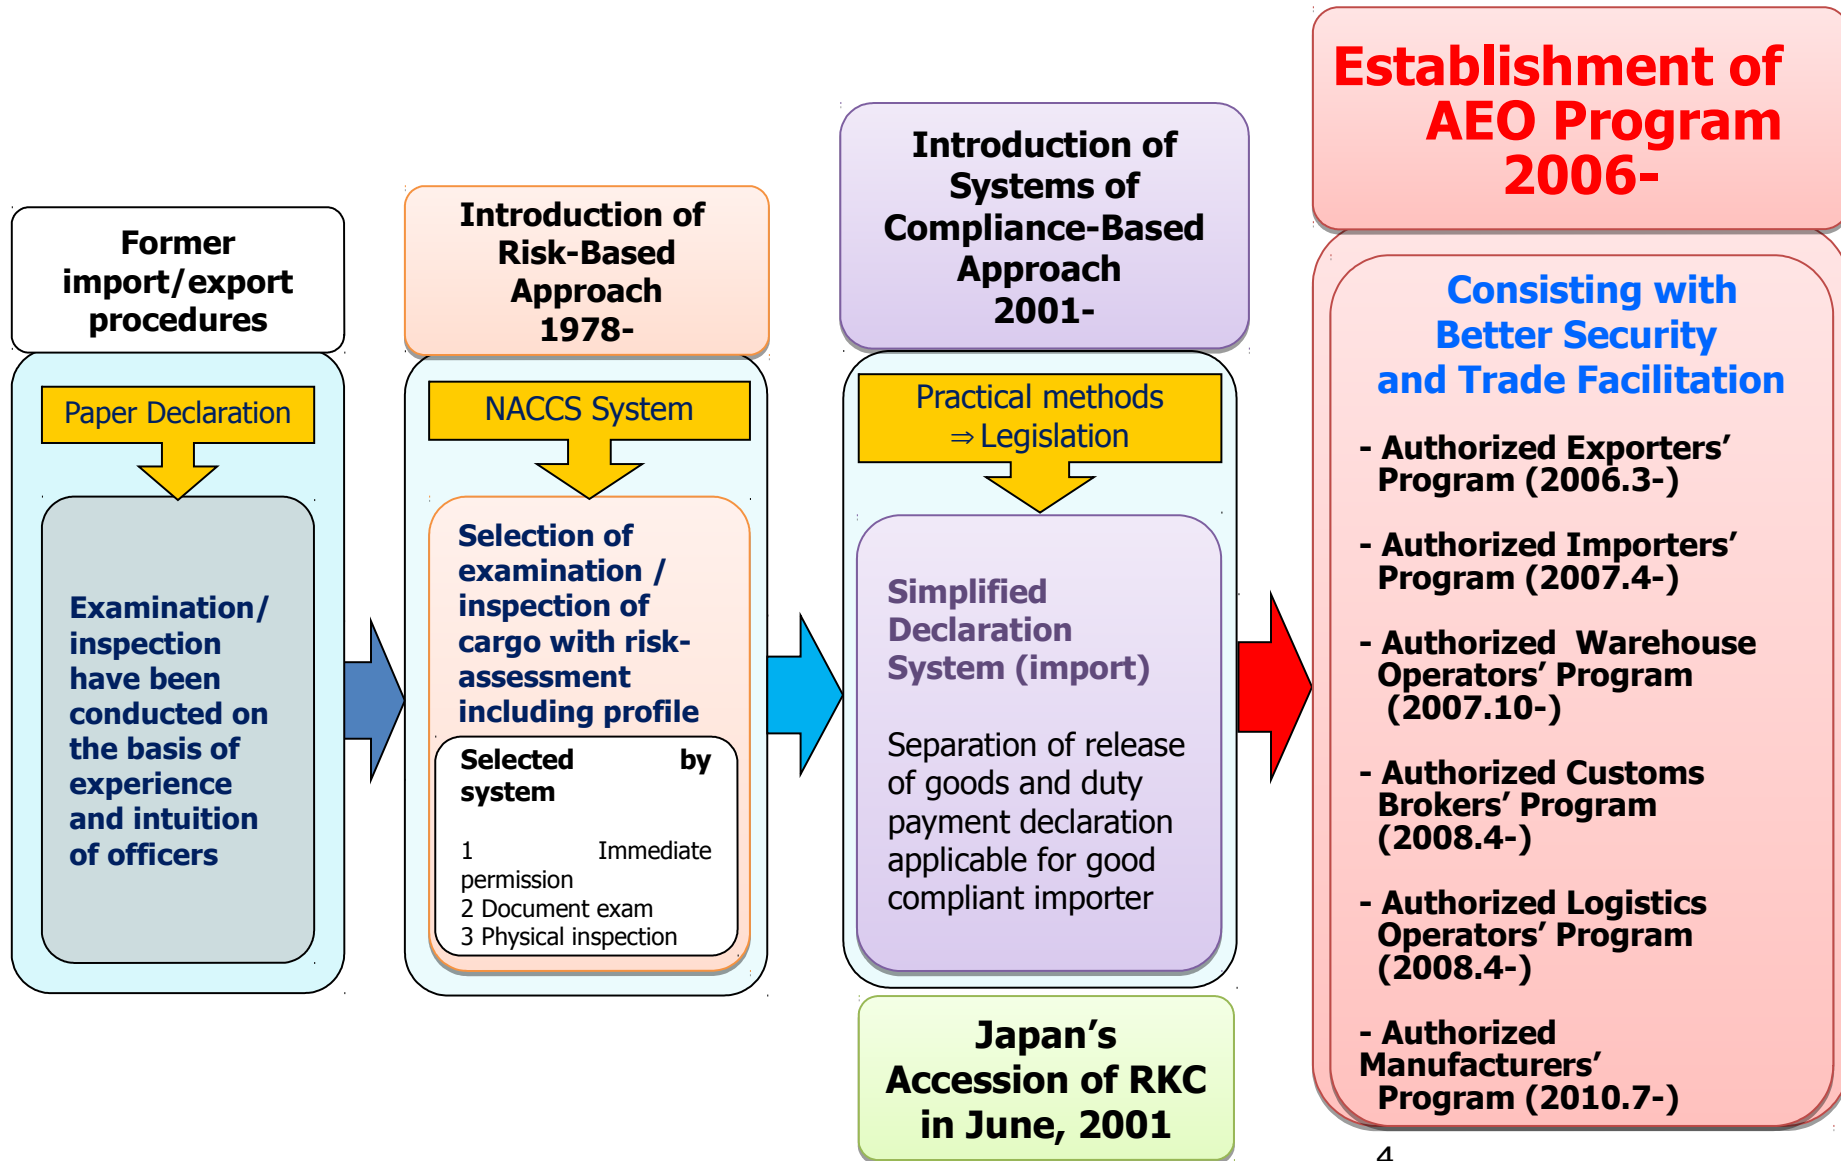 Former
import/export
procedures
Paper Declaration
Examination/
inspection
have been
conducted on
the basis of
experience
and intuition
of officers
Introduction of
Risk-Based
Approach
1978-
NACCS System
Selection of
examination /
inspection of
cargo with risk-
assessment
including profile
Selected by
system
1 Immediate
permission
2 Document exam
3 Physical inspection
Introduction of
Systems of
Compliance-Based
Approach
2001-
Practical methods
⇒ Legislation
Simplified
Declaration
System (import)
Separation of release
of goods and duty
payment declaration
applicable for good
compliant importer
Japan’s
Accession of RKC
in June, 2001
Establishment of
AEO Program
2006-
Consisting with
Better Security
and Trade Facilitation
- Authorized Exporters’
Program (2006.3-)
- Authorized Importers’
Program (2007.4-)
- Authorized Warehouse
Operators’ Program
(2007.10-)
- Authorized Customs
Brokers’ Program
(2008.4-)
- Authorized Logistics
Operators’ Program
(2008.4-)
- Authorized
Manufacturers’
Program (2010.7-)
4